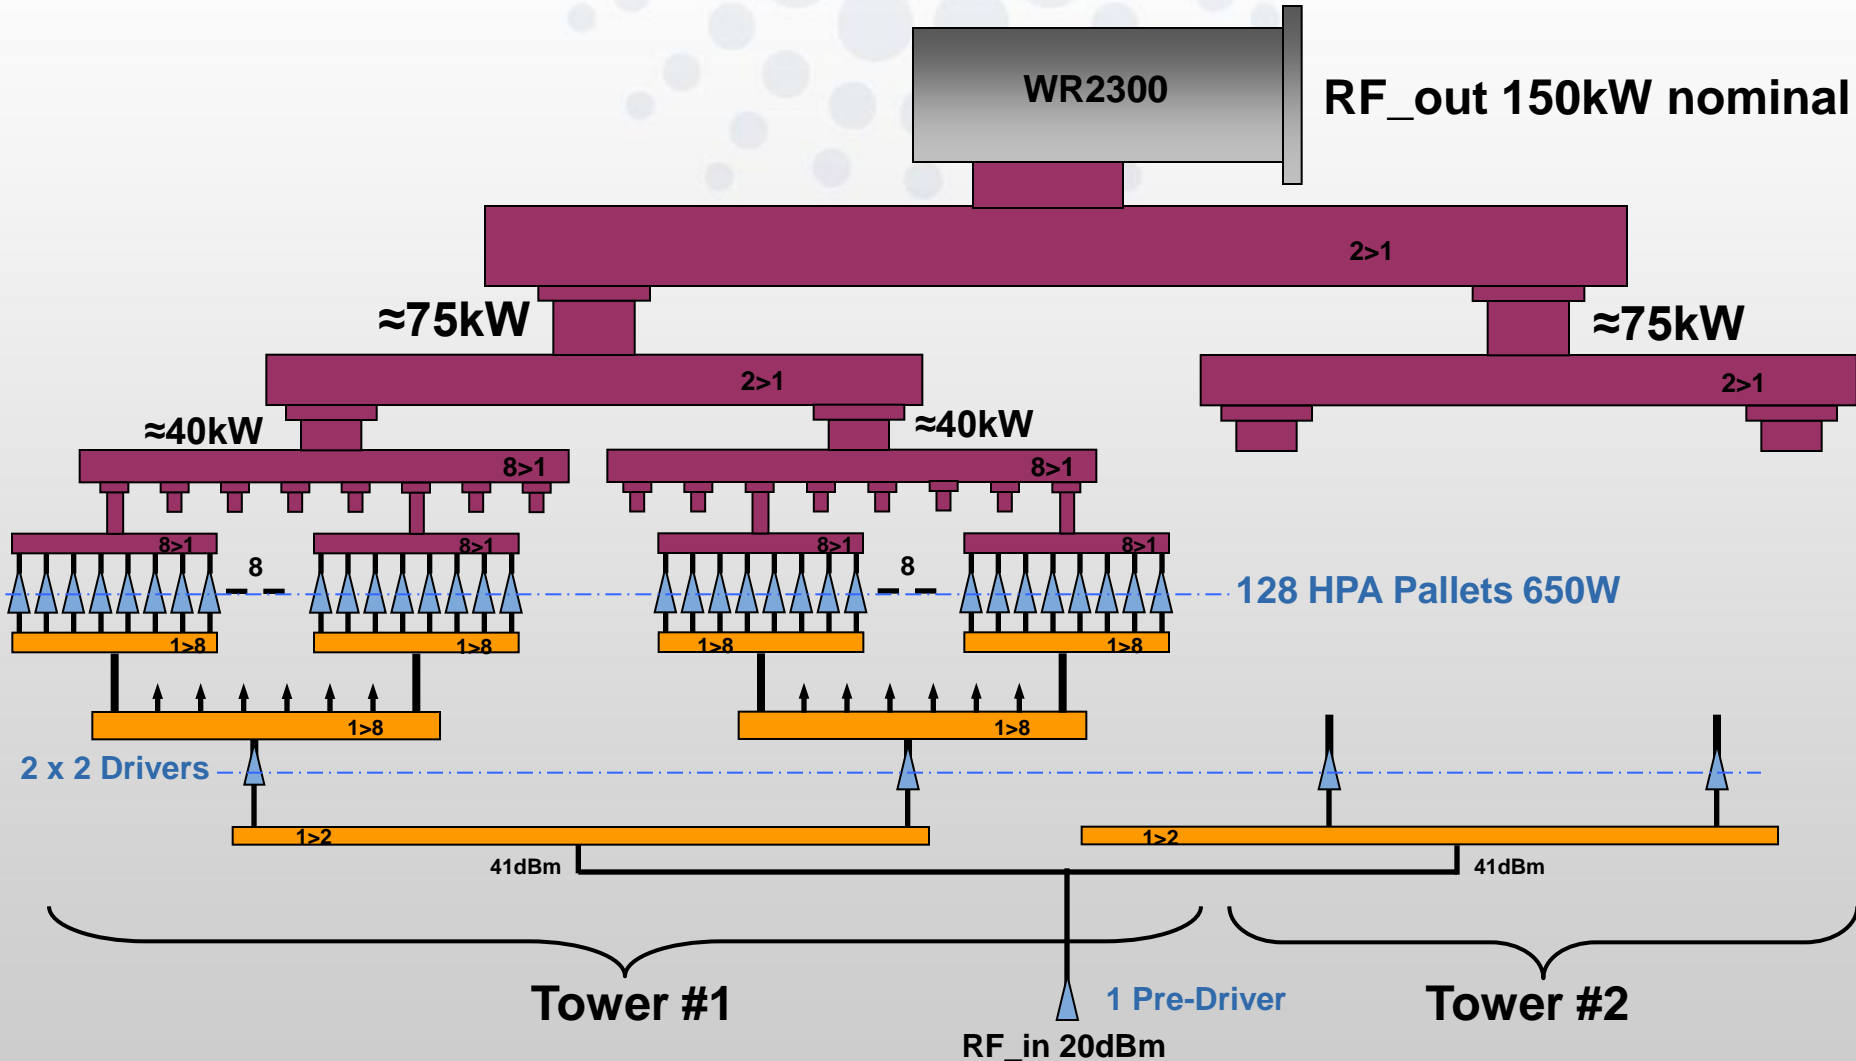 WR2300
RF_out 150kW nominal
2>1
≈75kW
≈75kW
2>1
2>1
≈40kW
≈40kW
8>1
8>1
8>1
8>1
8>1
8>1
8
8
128 HPA Pallets 650W
1>8
1>8
1>8
1>8
1>8
1>8
2 x 2 Drivers
1>2
1>2
41dBm
41dBm
Tower #1
1 Pre-Driver
Tower #2
RF_in 20dBm